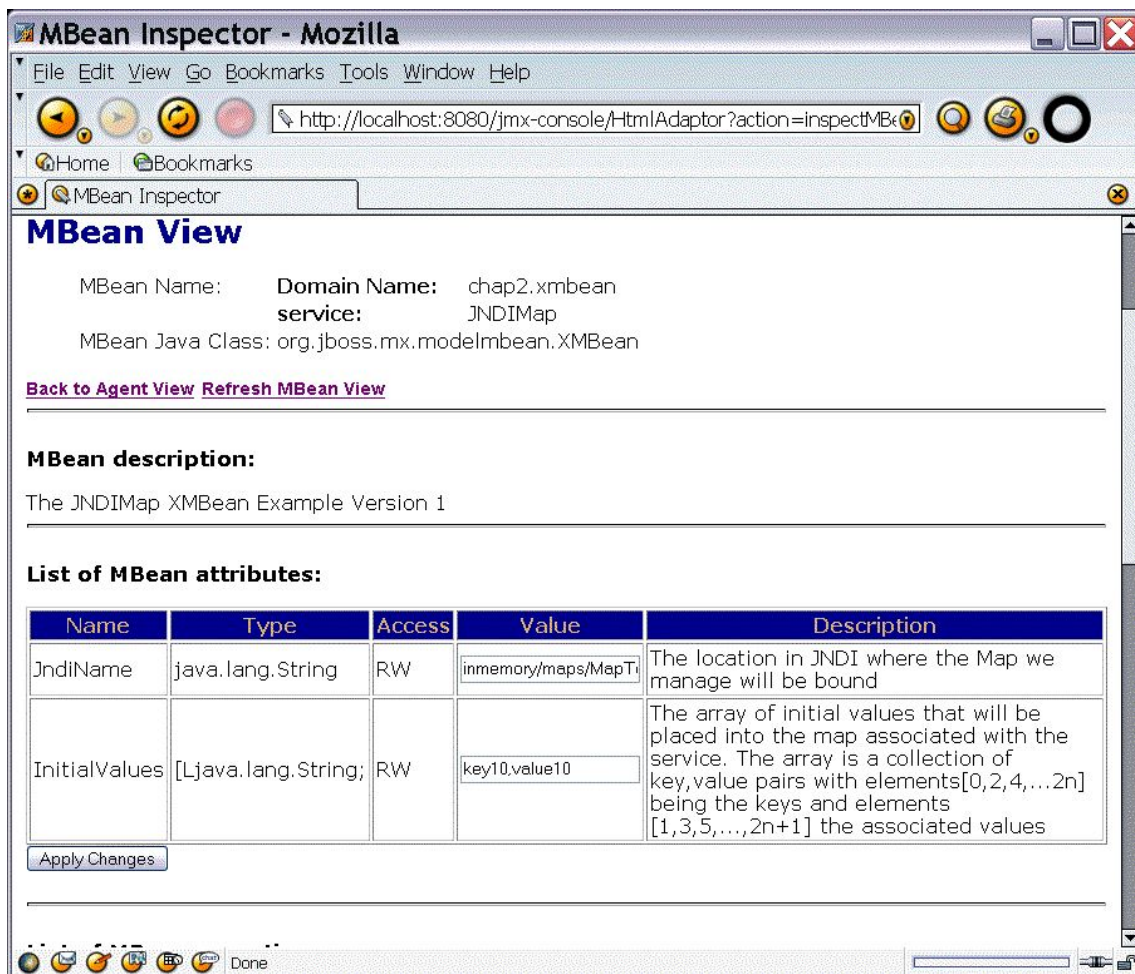 MBean Inspector - Mozilla
File Edit View Go Bookmarks Tools Window Help
http://localhost:8080/jmx-console/HtmlAdaptor?action=inspectMBe
Home Bookmarks
MBean Inspector
MBean View
MBean Name: Domain Name: chap2.xmbean
service: JNDIMap
MBean Java Class: org.jboss.mx.modelmbean.XMBean
Back to Agent View Refresh MBean View
MBean description:
The JNDIMap XMBean Example Version 1
List of MBean attributes:
Name Type Access Value Description
JndiName java.lang.String RW inmemory/maps/MapT The location in JNDI where the Map we
manage will be bound
InitialValues [Ljava.lang.String; RW key10,value10 The array of initial values that will be
placed into the map associated with the
service. The array is a collection of
key,value pairs with elements[0,2,4,...2n]
being the keys and elements
[1,3,5,...,2n+1] the associated values
Apply Changes
Done